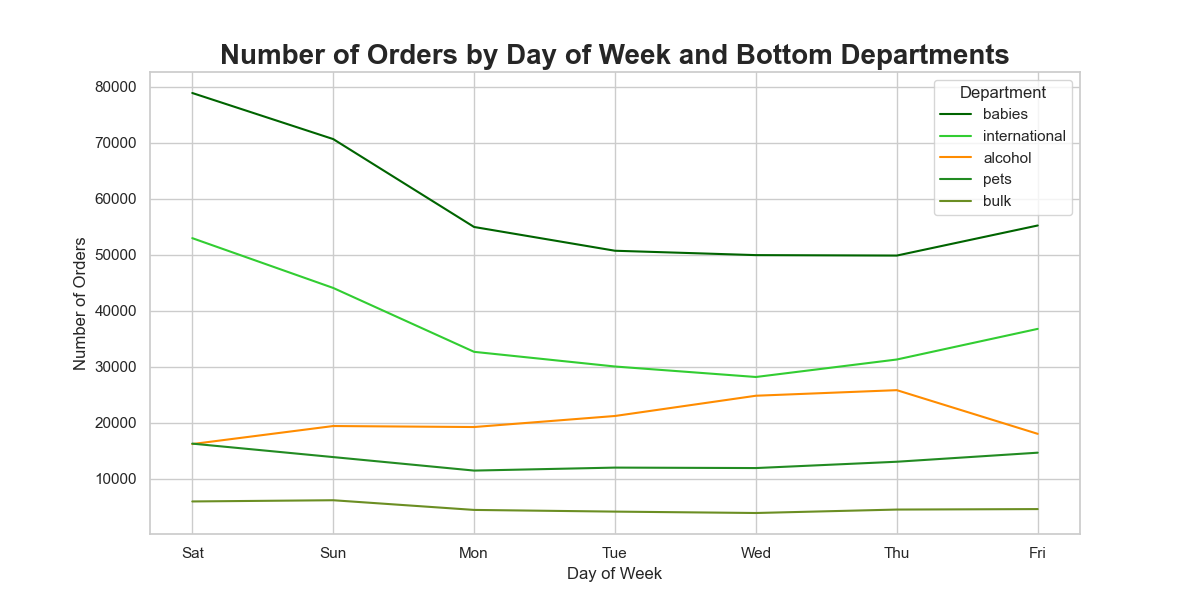 Number of Orders by Day of Week and Bottom Departments
80000
70000
60000
50000
40000
30000
20000
10000
Number of Orders
Department
babies
international
alcohol
pets
bulk
Sat Sun Mon Tue Wed Thu Fri
Day of Week